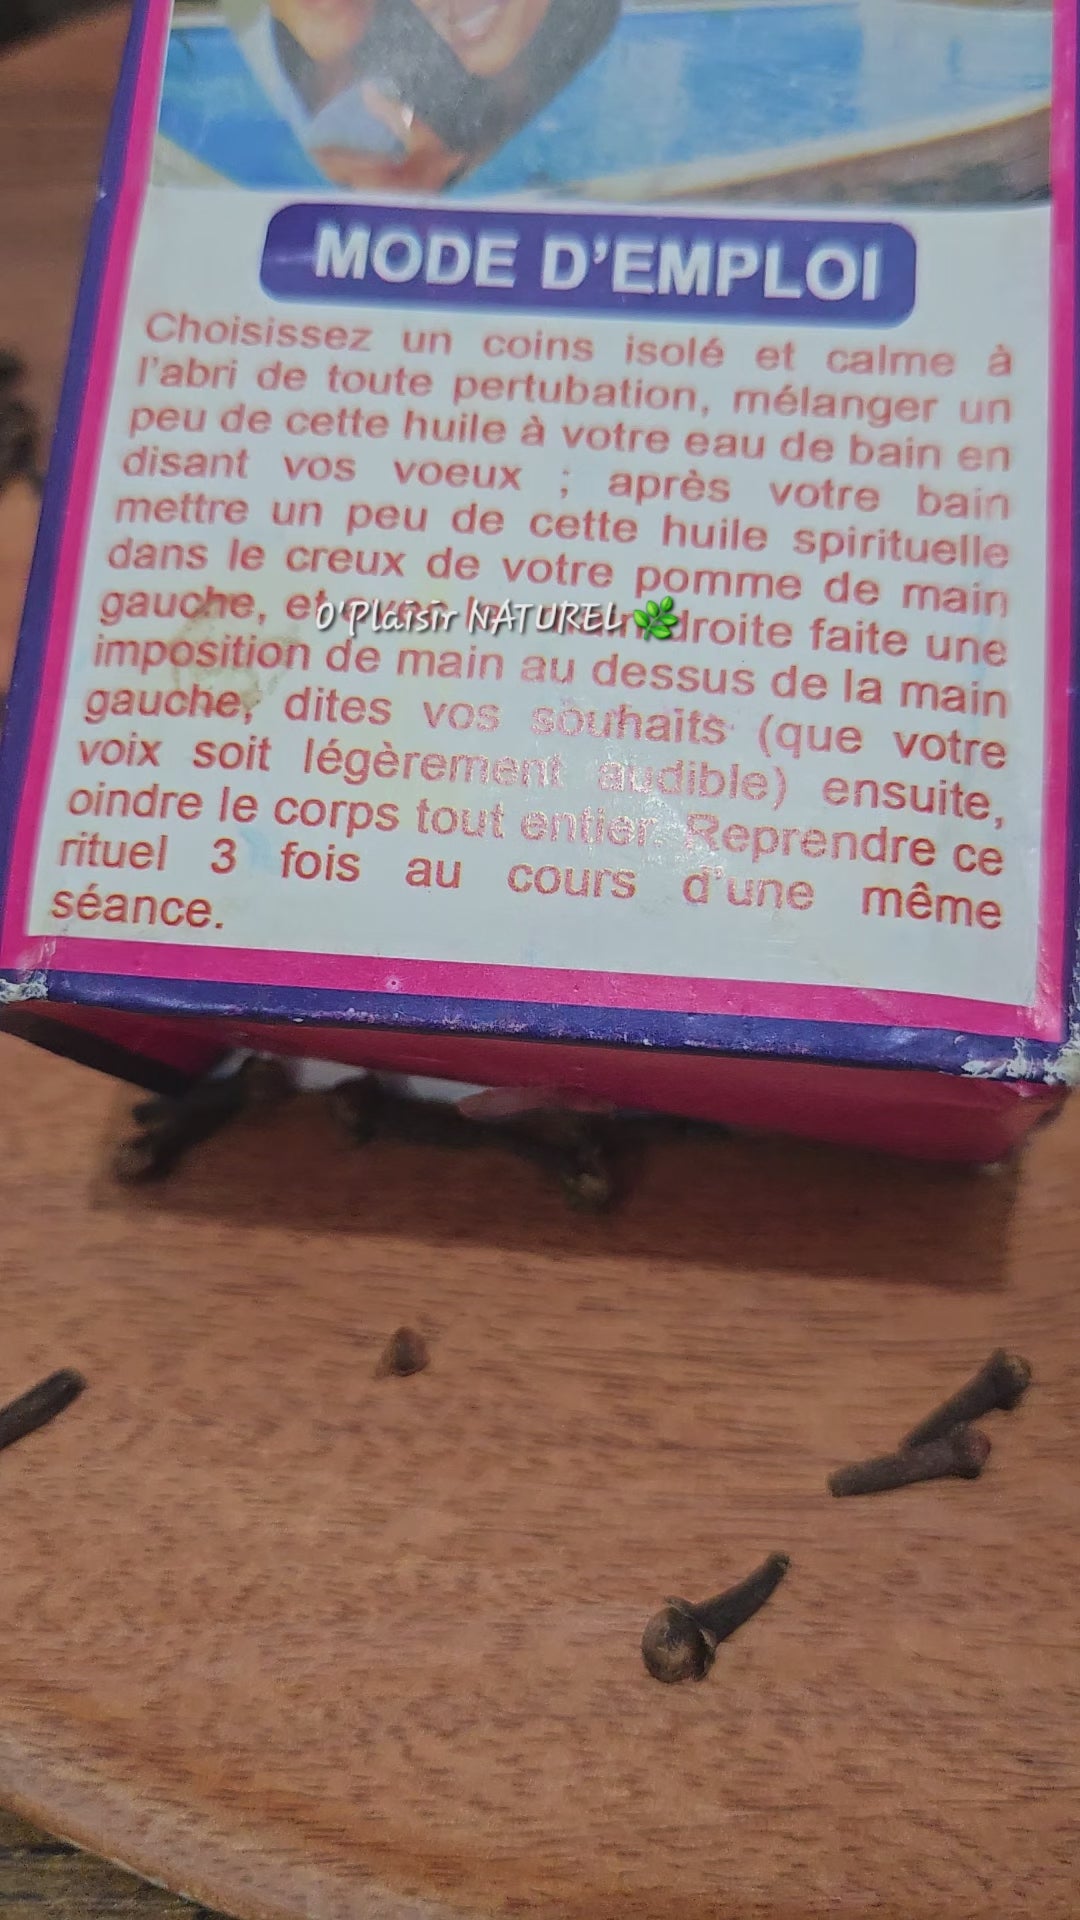 MODE D'EMPLOI
Choisissez un coins isolé et calme à
l'abri de toute pertubation, mélanger un
peu de cette huile à votre eau de bain en
disant vos voeux ; après votre bain
mettre un peu de cette huile spirituelle
dans le creux de votre pomme de main
gauche, et droite faite une
O'Plaisir NATUREL
imposition de main au dessus de la main
gauche, dites vos souhaits (que votre
voix soit légèrement audible) ensuite,
oindre le corps tout entier. Reprendre ce
rituel 3 fois au cours d'une même
séance.